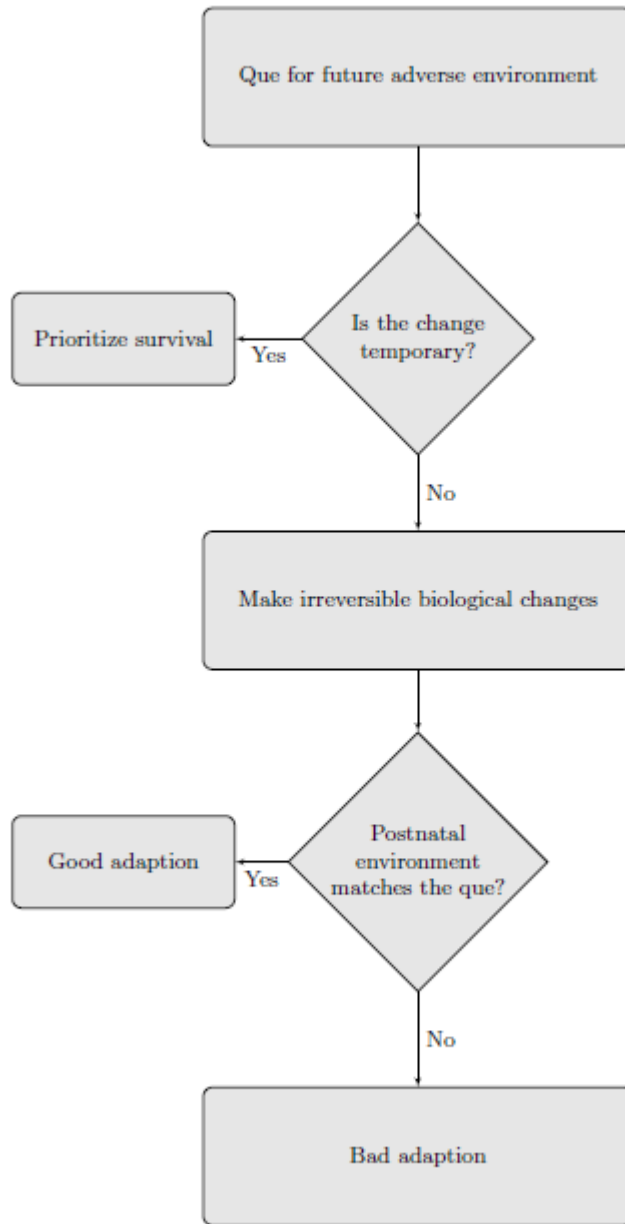 Que for future adverse environment
Is the change
temporary?
Prioritize survival
Yes
No
Make irreversible biological changes
Postnatal
environment
matches the que?
Good adaption
Yes
No
Bad adaption